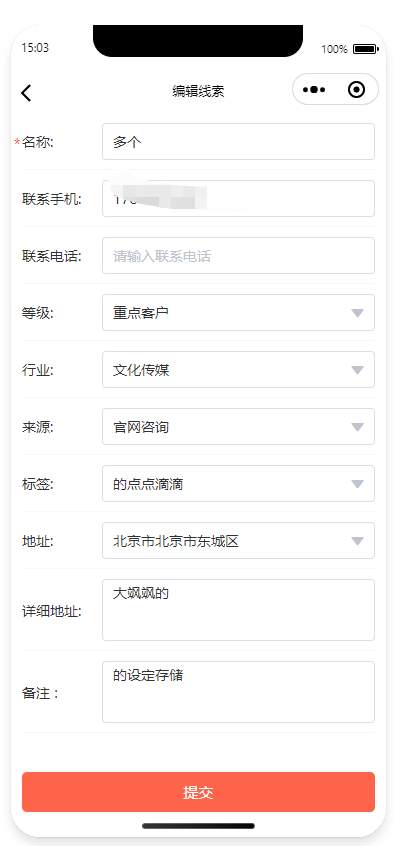 15:03
100%
编辑线索
*名称:
多个
联系手机:
联系电话:
请输入联系电话
等级:
重点客户
行业:
文化传媒
来源:
官网咨询
标签:
的点点滴滴
地址:
北京市北京市东城区
详细地址:
大飒飒的
备注：
的设定存储
提交